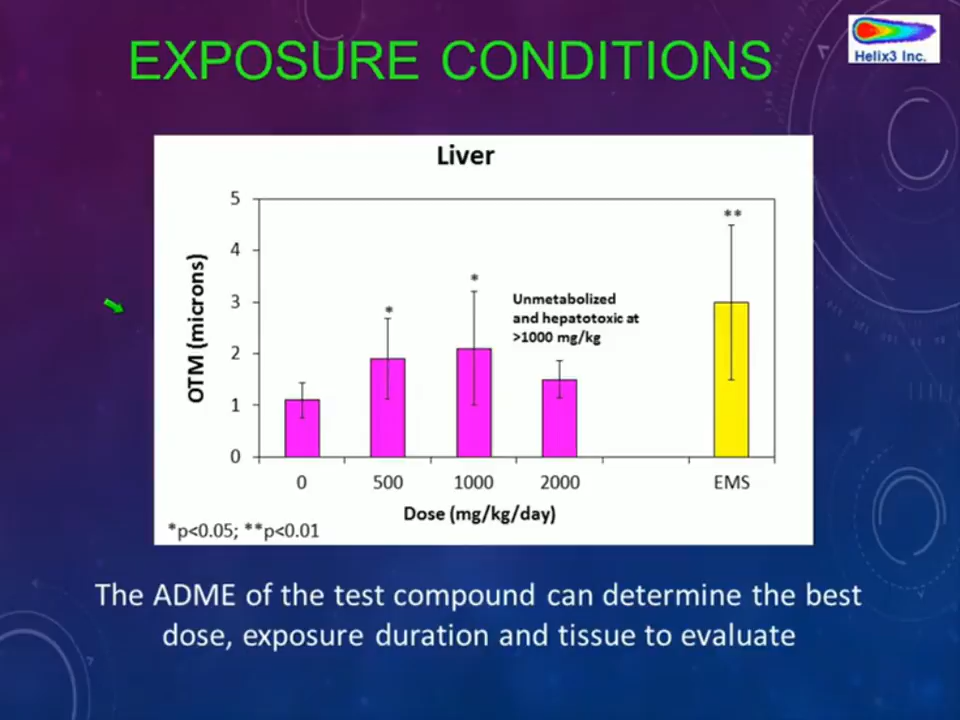 EXPOSURE CONDITIONS
Helix3 Inc.
Liver
5
4
3
2
1
0
OTM (microns)
*
*
**
Unmetabolized
and hepatotoxic at
>1000 mg/kg
0 500 1000 2000 EMS
Dose (mg/kg/day)
*p<0.05; **p<0.01
The ADME of the test compound can determine the best
dose, exposure duration and tissue to evaluate